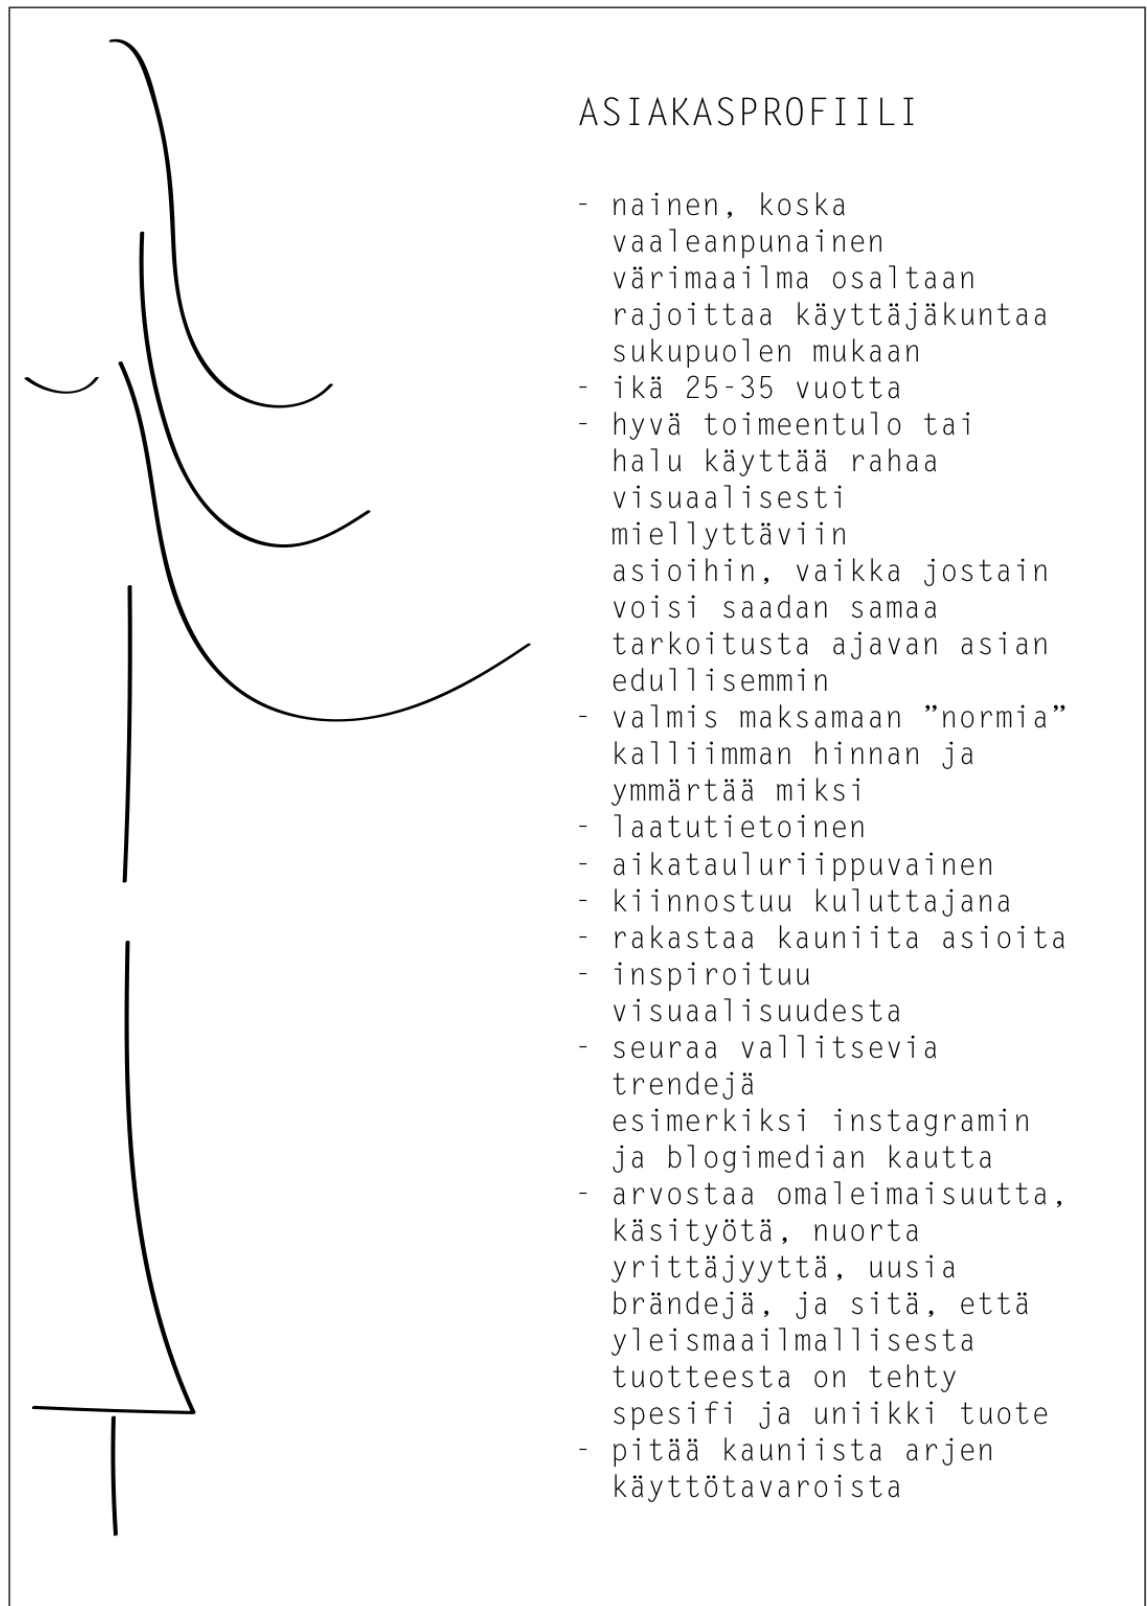 ASIAKASPROFIILI
- nainen, koska
vaaleanpunainen
värimaailma osaltaan
rajoittaa käyttäjäkuntaa
sukupuolen mukaan
- ikä 25-35 vuotta
- hyvä toimeentulo tai
halu käyttää rahaa
visuaalisesti
miellyttäviin
asioihin, vaikka jostain
voisi saadan samaa
tarkoitusta ajavan asian
edullisemmin
- valmis maksamaan ”normia”
kalliimman hinnan ja
ymmärtää miksi
- laatutietoinen
- aikatauluriippuvainen
- kiinnostuu kuluttajana
- rakastaa kauniita asioita
- inspiroituu
visuaalisuudesta
- seuraa vallitsevia
trendejä
esimerkiksi instagramin
ja blogimedian kautta
- arvostaa omaleimaisuutta,
käsityötä, nuorta
yrittäjyyttä, uusia
brändejä, ja sitä, että
yleismaailmallisesta
tuotteesta on tehty
spesifi ja uniikki tuote
- pitää kauniista arjen
käyttötavaroista